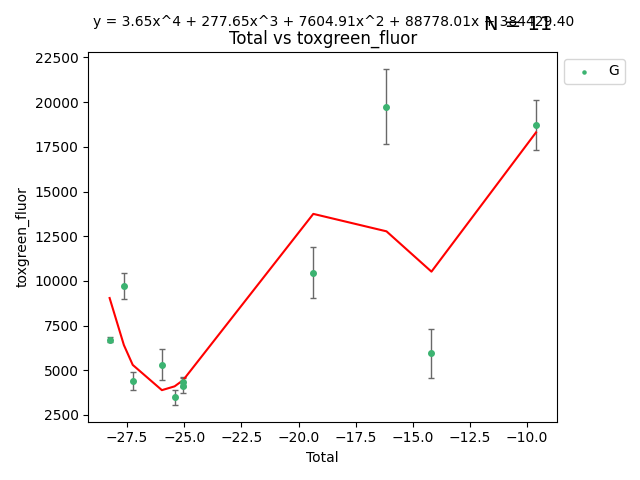 y = 3.65x^4 + 277.65x^3 + 7604.91x^2 + 88778.01x + 384429.40
N = 11
Total vs toxgreen_fluor
G
22500
20000
17500
15000
12500
10000
7500
5000
2500
toxgreen_fluor
−27.5 −25.0 −22.5 −20.0 −17.5 −15.0 −12.5 −10.0
Total